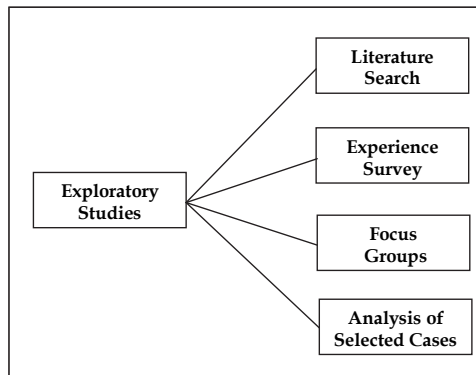 Literature
Search
Experience
Survey
Exploratory
Studies
Focus
Groups
Analysis of
Selected Cases